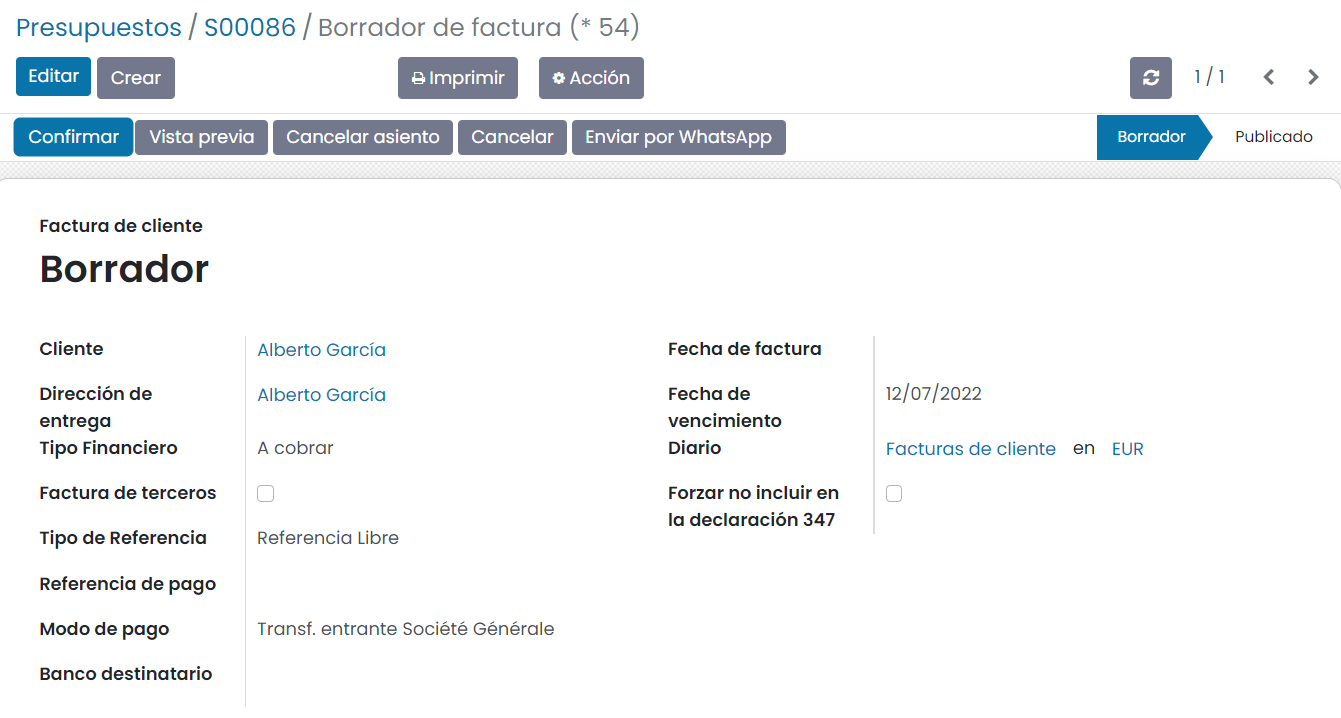 Presupuestos / S00086 / Borrador de factura (* 54)
Editar Crear Imprimir Acción 1 / 1
Confirmar Vista previa Cancelar asiento Cancelar Enviar por WhatsApp Borrador Publicado
Factura de cliente
Borrador
Cliente Alberto García
Dirección de entrega Alberto García
Tipo Financiero A cobrar
Factura de terceros
Tipo de Referencia Referencia Libre
Referencia de pago
Modo de pago Transf. entrante Société Générale
Banco destinatario
Fecha de factura
Fecha de vencimiento 12/07/2022
Diario Facturas de cliente en EUR
Forzar no incluir en
la declaración 347